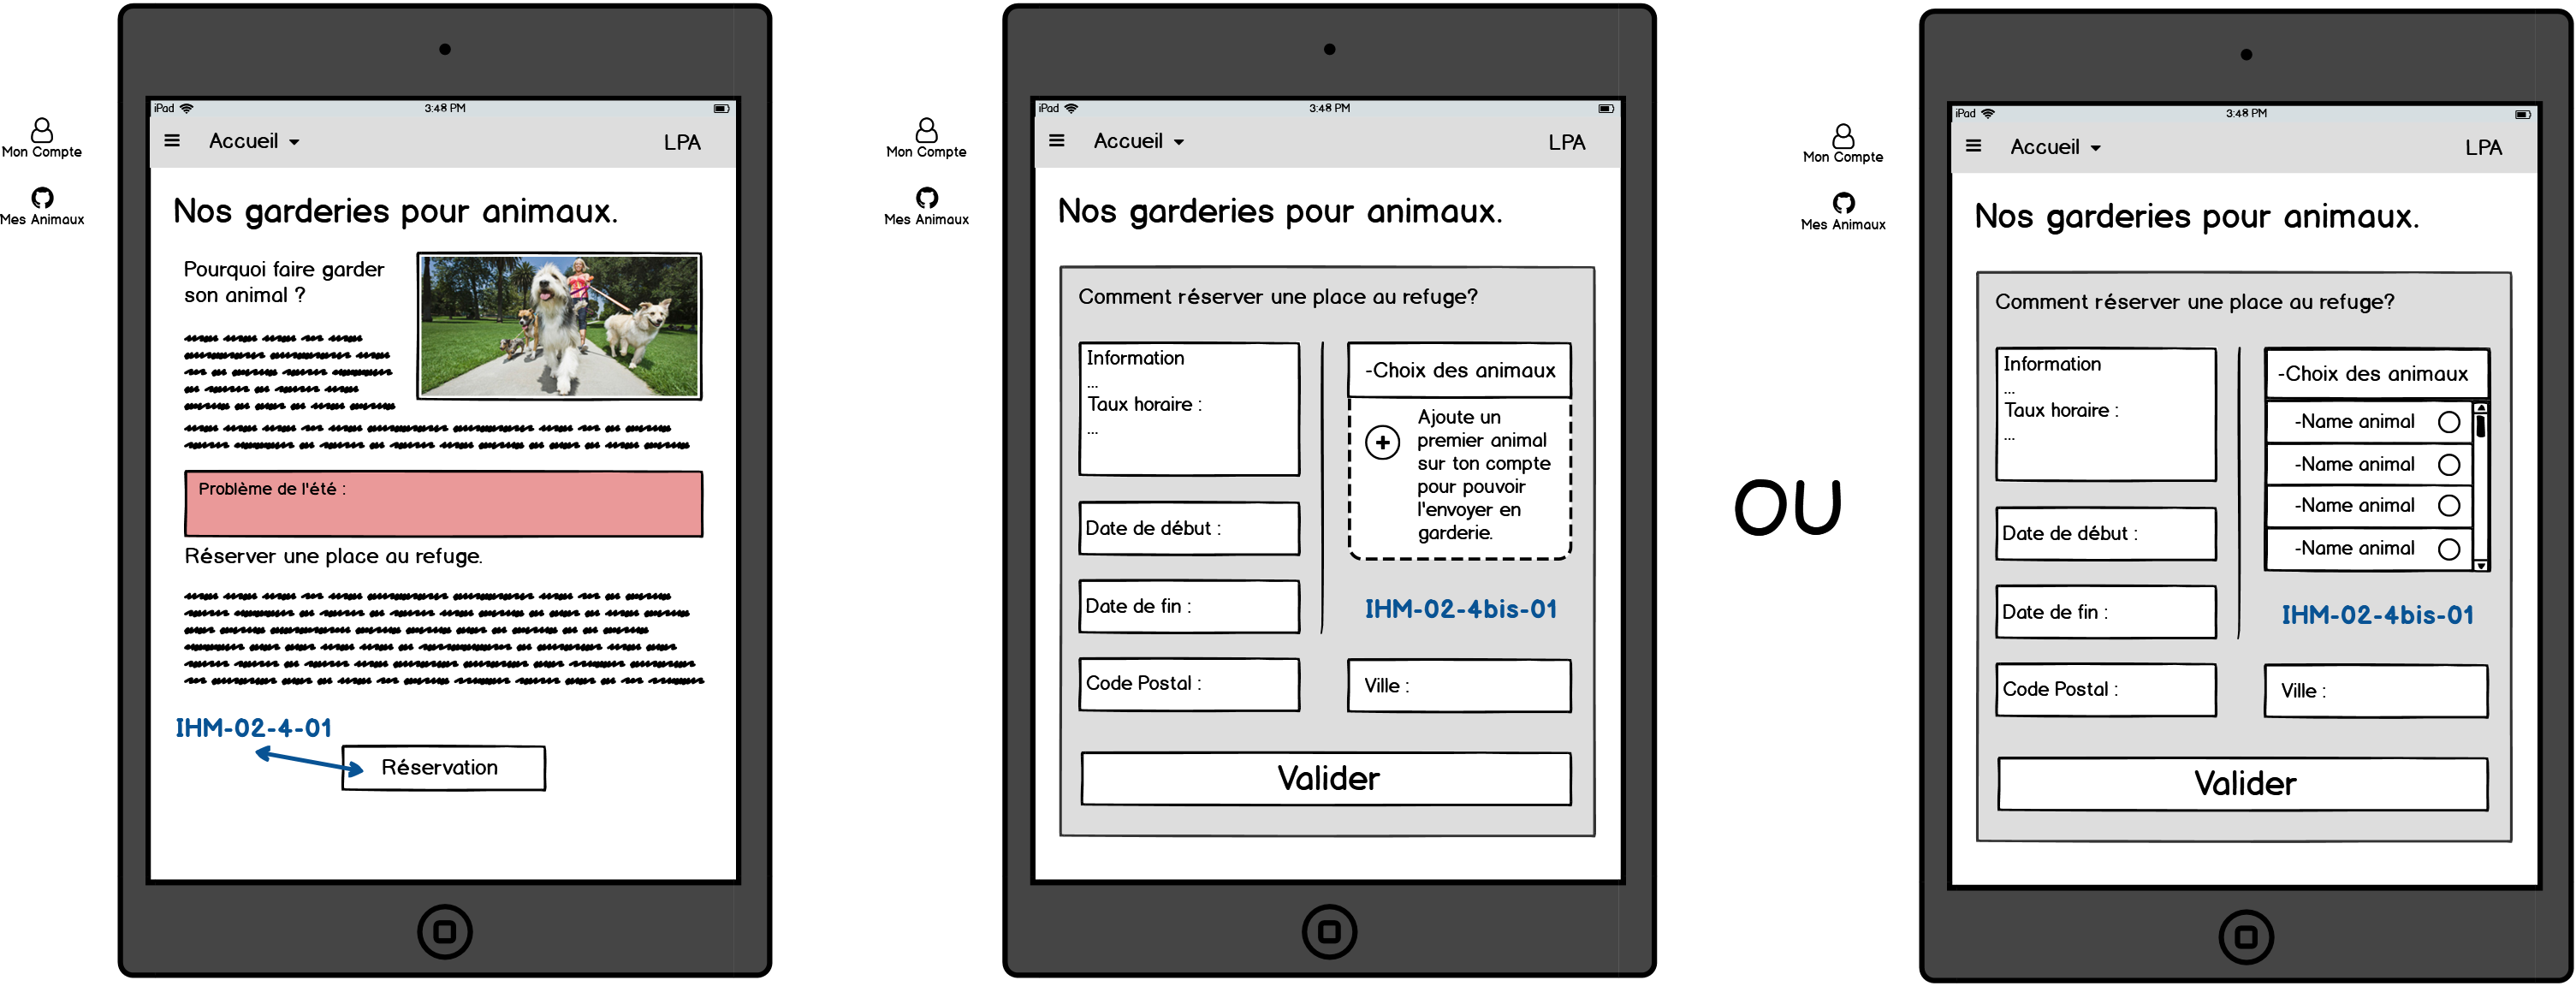 Mon Compte
Mes Animaux
iPad 3:48 PM
Accueil LPA
Nos garderies pour animaux.
Pourquoi faire garder
son animal ?
Problème de l'été :
Réserver une place au refuge.
IHM-02-4-01
Réservation
Mon Compte
Mes Animaux
iPad 3:48 PM
Accueil LPA
Nos garderies pour animaux.
Comment réserver une place au refuge?
Information
...
Taux horaire :
...
Date de début :
Date de fin :
Code Postal :
-Choix des animaux
+
Ajoute un
premier animal
sur ton compte
pour pouvoir
l'envoyer en
garderie.
IHM-02-4bis-01
Ville :
Valider
OU
Mon Compte
Mes Animaux
iPad 3:48 PM
Accueil LPA
Nos garderies pour animaux.
Comment réserver une place au refuge?
Information
...
Taux horaire :
...
Date de début :
Date de fin :
Code Postal :
-Choix des animaux
-Name animal
-Name animal
-Name animal
-Name animal
IHM-02-4bis-01
Ville :
Valider